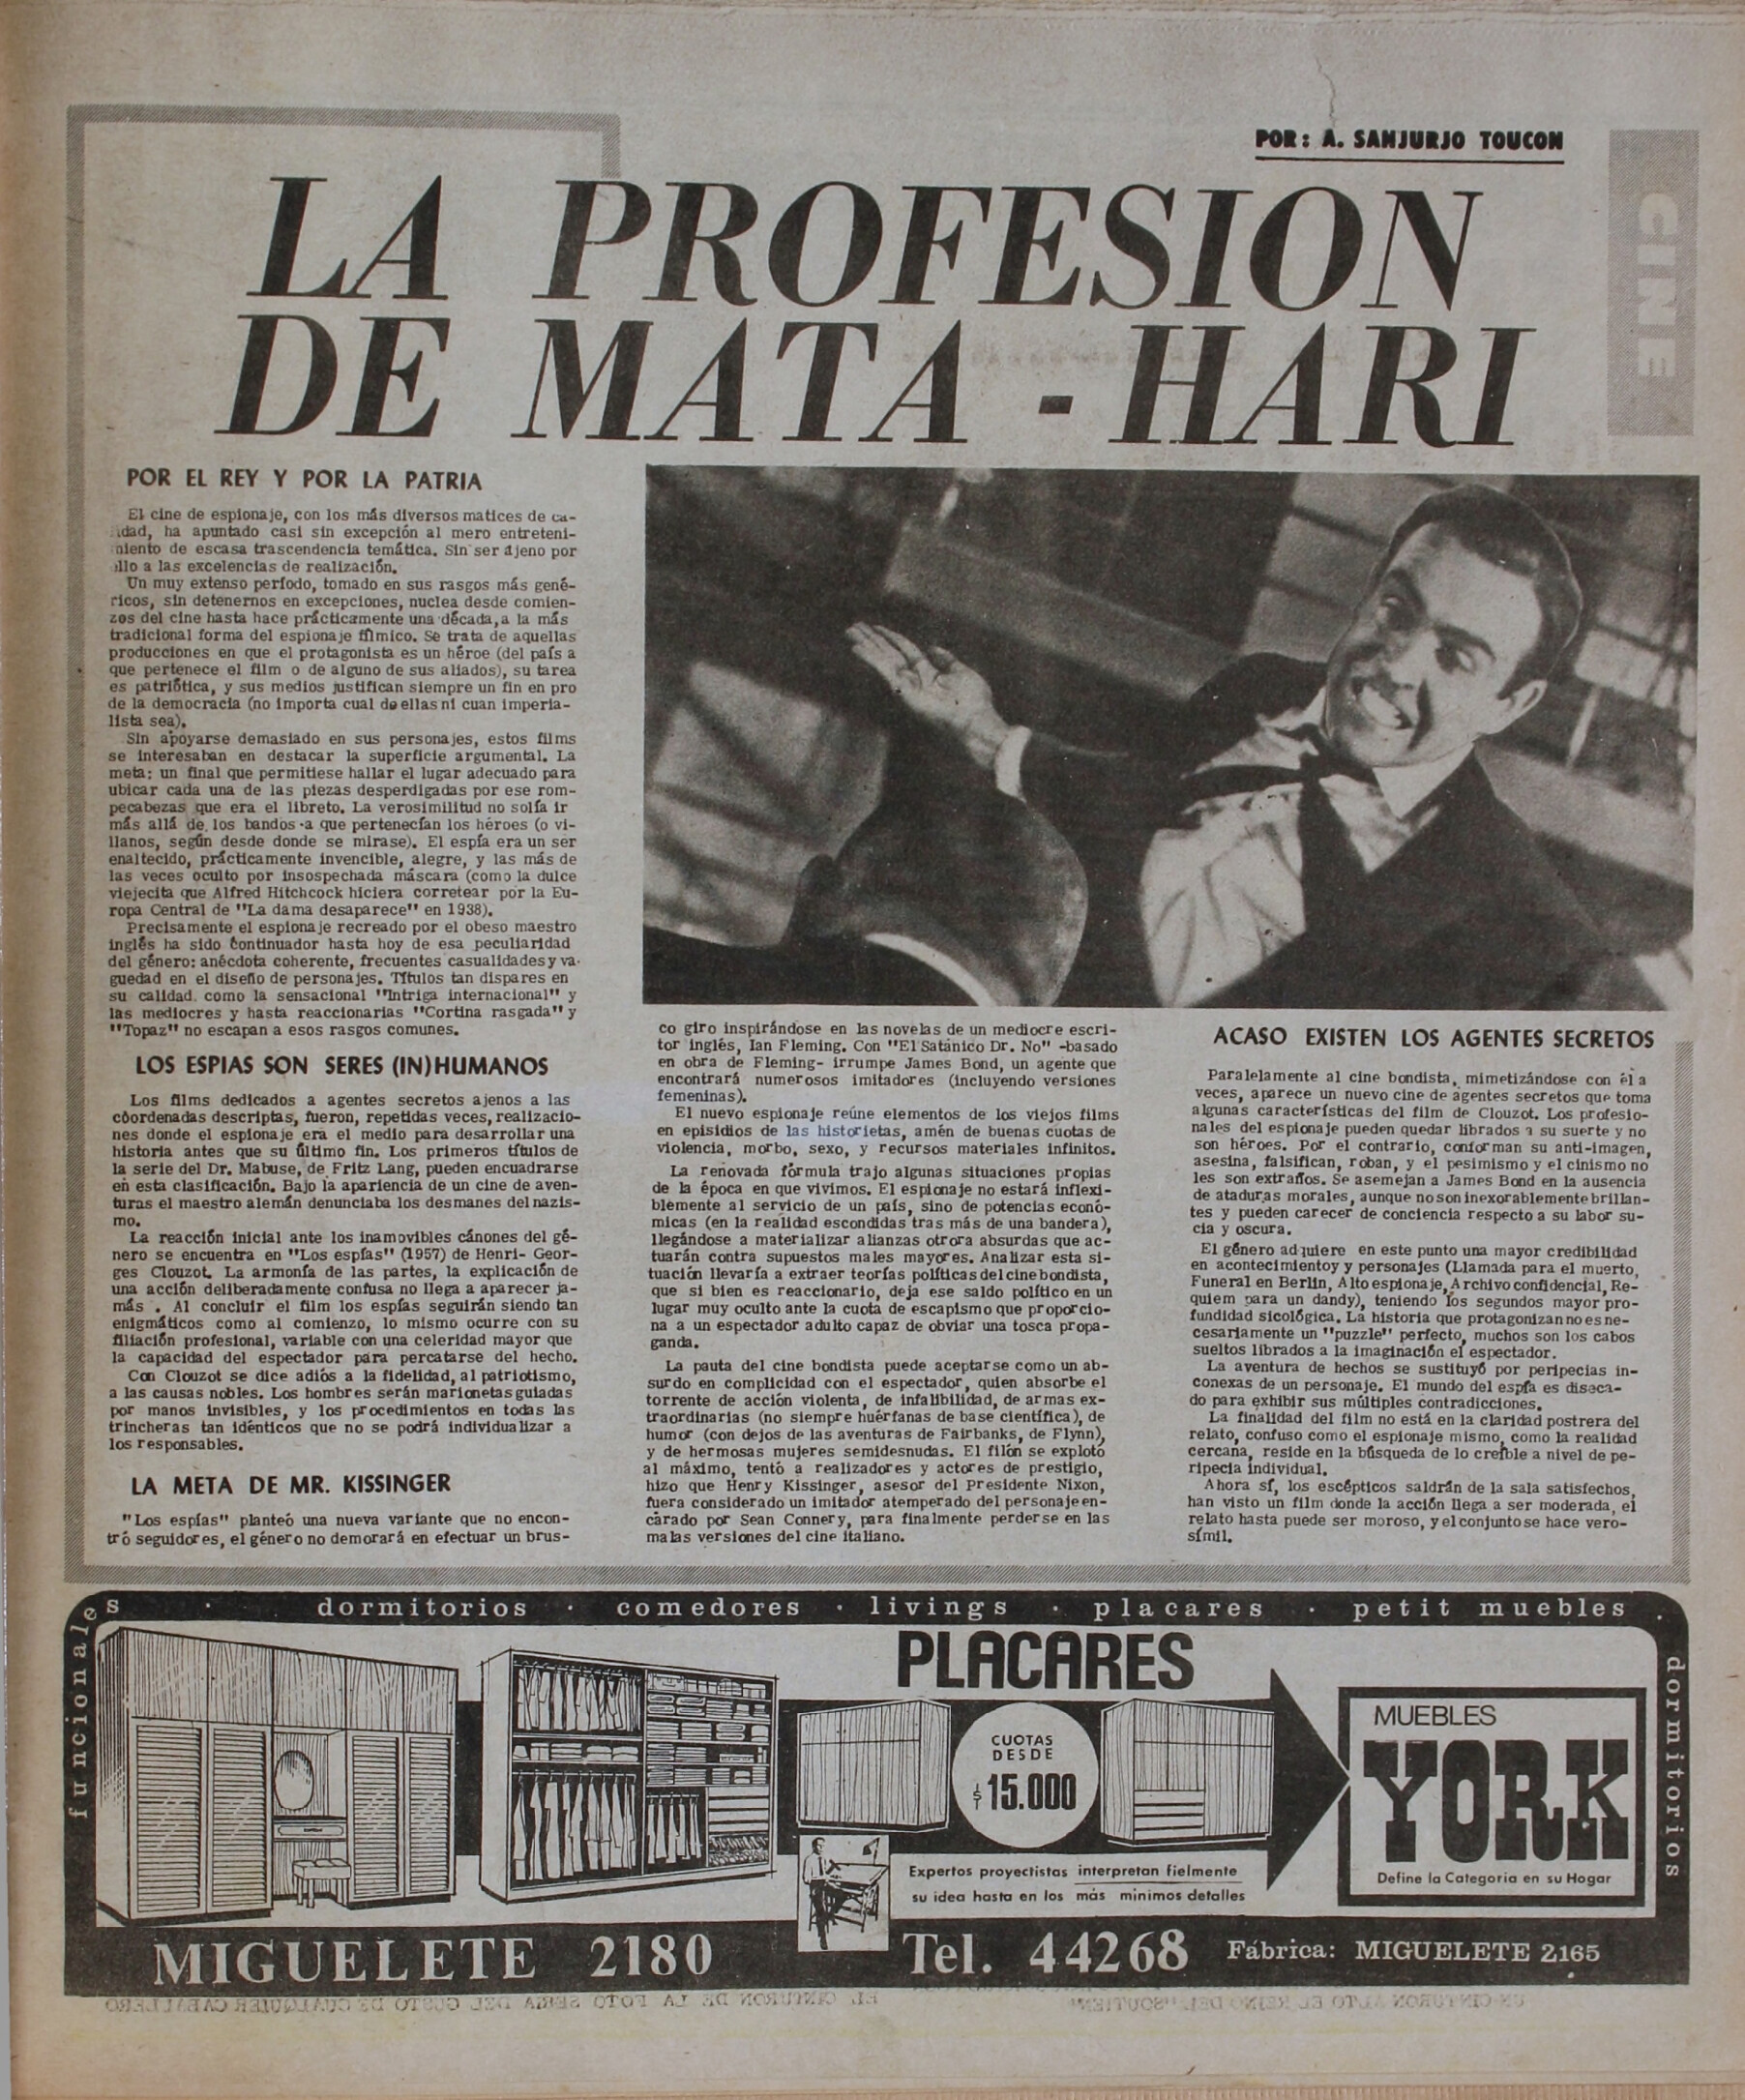 POR: A. SANJURJO TOUCON
CINE
LA PROFESION
DE MATA - HARI
POR EL REY Y POR LA PATRIA
El cine de espionaje, con los más diversos matices de ca-
idad, ha apuntado casi sin excepción al mero entreteni-
niento de escasa trascendencia temática. Sin ser ajeno por
llo a las excelencias de realización.
Un muy extenso período, tomado en sus rasgos más gené-
ricos, sin detenernos en excepciones, nuclea desde comien-
zos del cine hasta hace prácticamente una década, a la más
tradicional forma del espionaje fílmico. Se trata de aquellas
producciones en que el protagonista es un héroe (del país a
que pertenece el film o de alguno de sus aliados), su tarea
es patriótica, y sus medios justifican siempre un fin en pro
de la democracia (no importa cual de ellas ni cuan imperia-
lista sea).
Sin apoyarse demasiado en sus personajes, estos films
se interesaban en destacar la superficie argumental. La
meta: un final que permitiese hallar el lugar adecuado para
ubicar cada una de las piezas desperdigadas por ese rom-
pecabezas que era el libreto. La verosimilitud no solía ir
más allá de los bandos a que pertenecían los héroes (o vi-
llanos, según desde donde se mirase). El espía era un ser
enaltecido, prácticamente invencible, alegre, y las más de
las veces oculto por insospechada máscara (como la dulce
viejecita que Alfred Hitchcock hiciera corretear por la Eu-
ropa Central de "La dama desaparece" en 1938).
Precisamente el espionaje recreado por el obeso maestro
inglés ha sido continuador hasta hoy de esa peculiaridad
del género: anécdota coherente, frecuentes casualidades y va-
guedad en el diseño de personajes. Títulos tan dispares en
su calidad como la sensacional "Intriga internacional" y
las mediocres y hasta reaccionarias "Cortina rasgada" y
"Topaz" no escapan a esos rasgos comunes.
LOS ESPIAS SON SERES (IN)HUMANOS
Los films dedicados a agentes secretos ajenos a las
coordenadas descriptas, fueron, repetidas veces, realizacio-
nes donde el espionaje era el medio para desarrollar una
historia antes que su último fin. Los primeros títulos de
la serie del Dr. Mabuse, de Fritz Lang, pueden encuadrarse
en esta clasificación. Bajo la apariencia de un cine de aven-
turas el maestro alemán denunciaba los desmanes del nazis-
mo.
La reacción inicial ante los inamovibles cánones del gé-
nero se encuentra en "Los espías" (1957) de Henri- Geor-
ges Clouzot. La armonía de las partes, la explicación de
una acción deliberadamente confusa no llega a aparecer ja-
más . Al concluir el film los espías seguirán siendo tan
enigmáticos como al comienzo, lo mismo ocurre con su
filiación profesional, variable con una celeridad mayor que
la capacidad del espectador para percatarse del hecho.
Con Clouzot se dice adiós a la fidelidad, al patriotismo,
a las causas nobles. Los hombres serán marionetas guiadas
por manos invisibles, y los procedimientos en todas las
trincheras tan idénticos que no se podrá individualizar a
los responsables.
LA META DE MR. KISSINGER
"Los espías" planteó una nueva variante que no encon-
tró seguidores, el género no demorará en efectuar un brus-
co giro inspirándose en las novelas de un mediocre escri-
tor inglés, Ian Fleming. Con "El Satánico Dr. No" -basado
en obra de Fleming- irrumpe James Bond, un agente que
encontrará numerosos imitadores (incluyendo versiones
femeninas).
El nuevo espionaje reúne elementos de los viejos films
en episidios de las historietas, amén de buenas cuotas de
violencia, morbo, sexo, y recursos materiales infinitos.
La renovada fórmula trajo algunas situaciones propias
de la época en que vivimos. El espionaje no estará inflexi-
blemente al servicio de un país, sino de potencias econó-
micas (en la realidad escondidas tras más de una bandera),
llegándose a materializar alianzas otrora absurdas que ac-
tuarán contra supuestos males mayores. Analizar esta si-
tuación llevaría a extraer teorías políticas del cine bondista,
que si bien es reaccionario, deja ese saldo político en un
lugar muy oculto ante la cuota de escapismo que proporcio-
na a un espectador adulto capaz de obviar una tosca propa-
ganda.
La pauta del cine bondista puede aceptarse como un ab-
surdo en complicidad con el espectador, quien absorbe el
torrente de acción violenta, de infalibilidad, de armas ex-
traordinarias (no siempre huérfanas de base científica), de
humor (con dejos de las aventuras de Fairbanks, de Flynn),
y de hermosas mujeres semidesnudas. El filón se explotó
al máximo, tentó a realizadores y actores de prestigio,
hizo que Henry Kissinger, asesor del Presidente Nixon,
fuera considerado un imitador atemperado del personaje en-
carado por Sean Connery, para finalmente perderse en las
malas versiones del cine italiano.
ACASO EXISTEN LOS AGENTES SECRETOS
Paralelamente al cine bondista, mimetizándose con él a
veces, aparece un nuevo cine de agentes secretos que toma
algunas características del film de Clouzot. Los profesio-
nales del espionaje pueden quedar librados a su suerte y no
son héroes. Por el contrario, conforman su anti-imagen,
asesina, falsifican, roban, y el pesimismo y el cinismo no
les son extraños. Se asemejan a James Bond en la ausencia
de ataduras morales, aunque no son inexorablemente brillan-
tes y pueden carecer de conciencia respecto a su labor su-
cia y oscura.
El género adquiere en este punto una mayor credibilidad
en acontecimientoy y personajes (Llamada para el muerto,
Funeral en Berlín, Alto espionaje, Archivo confidencial, Re-
quiem para un dandy), teniendo los segundos mayor pro-
fundidad sicológica. La historia que protagonizan no es ne-
cesariamente un "puzzle" perfecto, muchos son los cabos
sueltos librados a la imaginación el espectador.
La aventura de hechos se sustituyó por peripecias in-
conexas de un personaje. El mundo del espía es diseca-
do para exhibir sus múltiples contradicciones.
La finalidad del film no está en la claridad postrera del
relato, confuso como el espionaje mismo, como la realidad
cercana, reside en la búsqueda de lo creíble a nivel de pe-
ripecia individual.
Ahora sí, los escépticos saldrán de la sala satisfechos,
han visto un film donde la acción llega a ser moderada, el
relato hasta puede ser moroso, y el conjunto se hace vero-
símil.
funcionales · dormitorios · comedores · livings · placares · petit muebles .
dormitorios
PLACARES
CUOTAS
DESDE
$15.000
MUEBLES
YORK
Define la Categoria en su Hogar
Expertos proyectistas interpretan fielmente
su idea hasta en los más minimos detalles
MIGUELETE 2180 Tel. 44268 Fábrica: MIGUELETE 2165
EL CINTURON DE LA FOTO SERIA DEL GUSTO DE CUALQUIER CABALLERO
UN CINTURON ALTO EL REINO DEL "SOUTIEN"